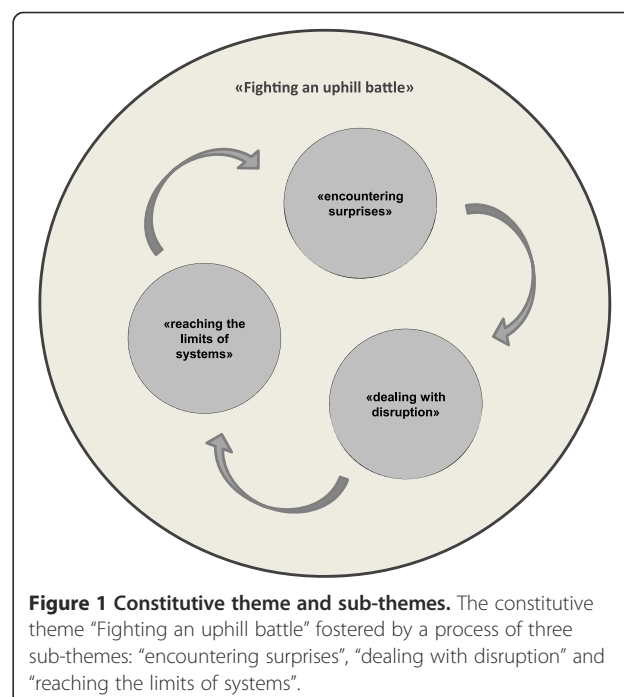 «Fighting an uphill battle»
«encountering
surprises»
«reaching the
limits of
systems»
«dealing with
disruption»
Figure 1 Constitutive theme and sub-themes. The constitutive
theme “Fighting an uphill battle” fostered by a process of three
sub-themes: “encountering surprises”, “dealing with disruption” and
“reaching the limits of systems”.